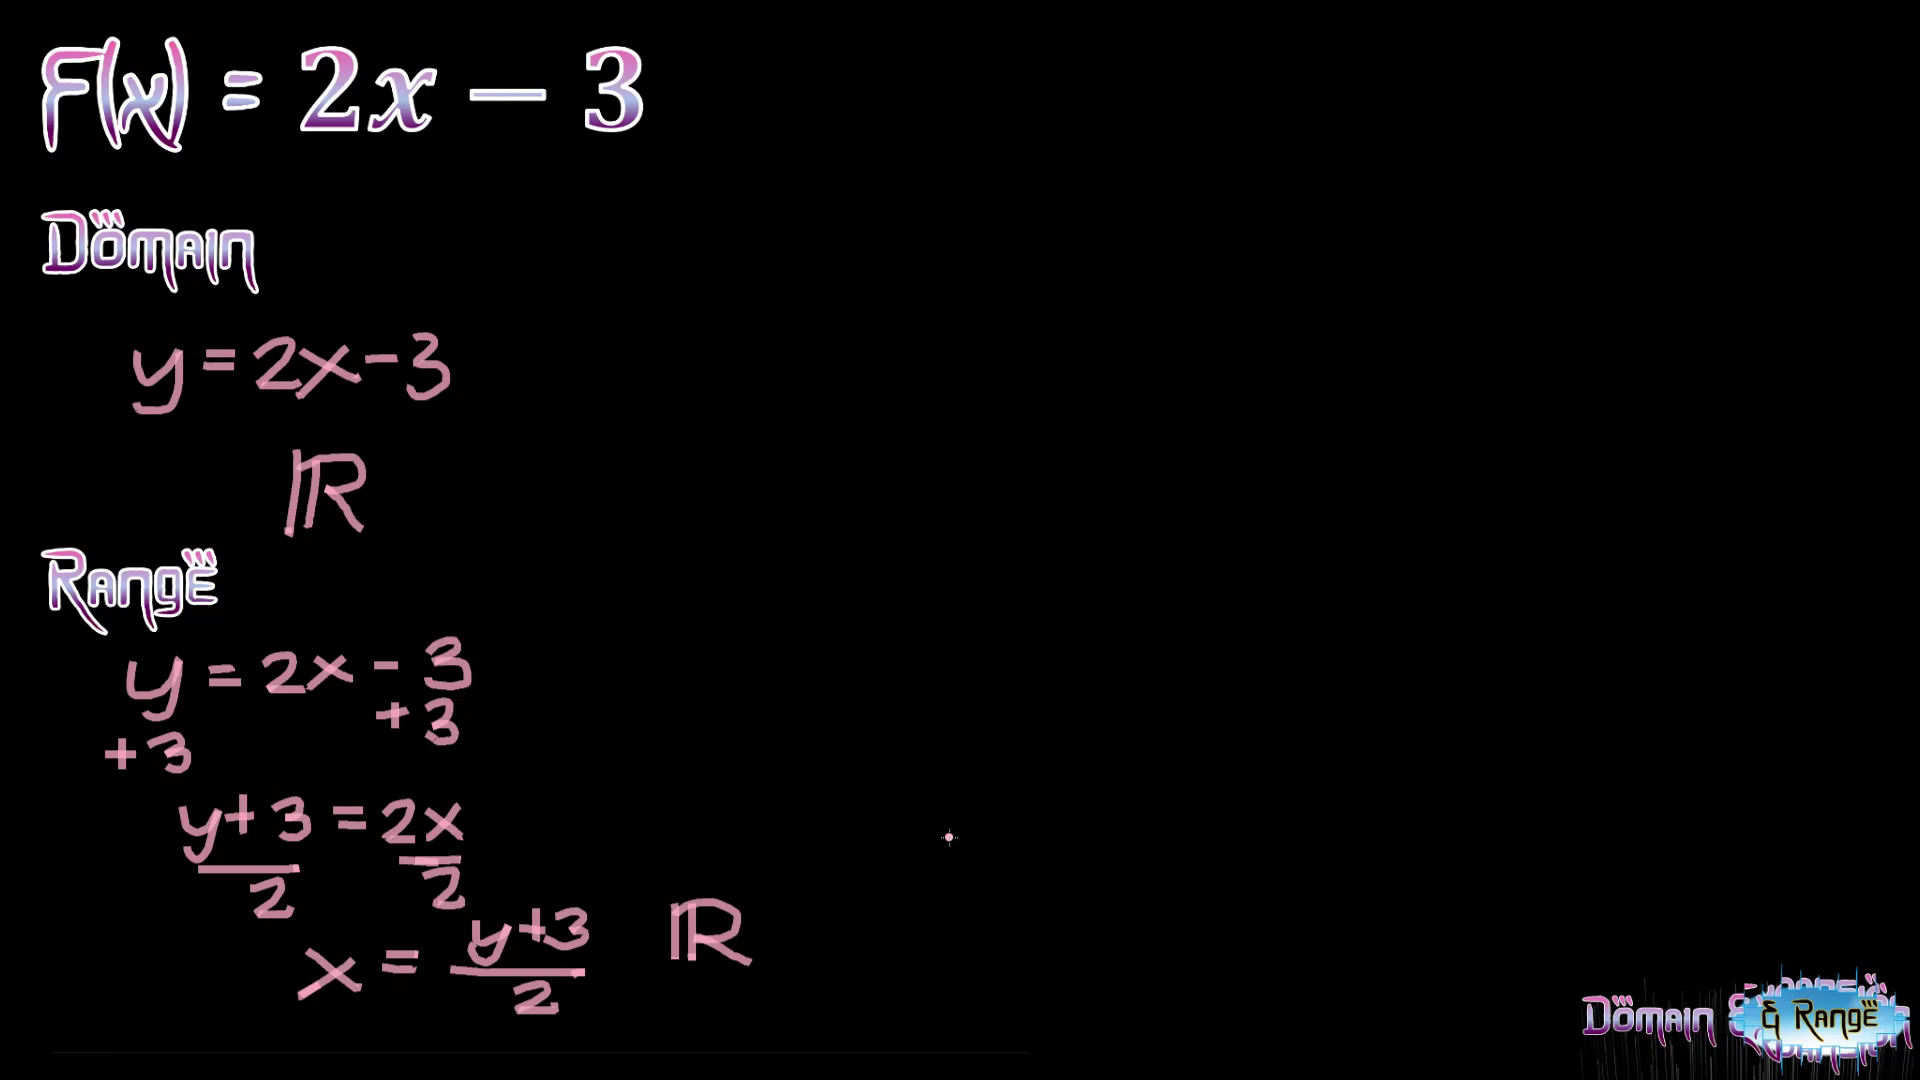 F(x) = 2x − 3
Domain
y = 2x - 3
ℝ
Range
y = 2x - 3
+ 3
+ 3
y + 3 = 2x
2 2
x = y + 3 ℝ
2
Domain & Range